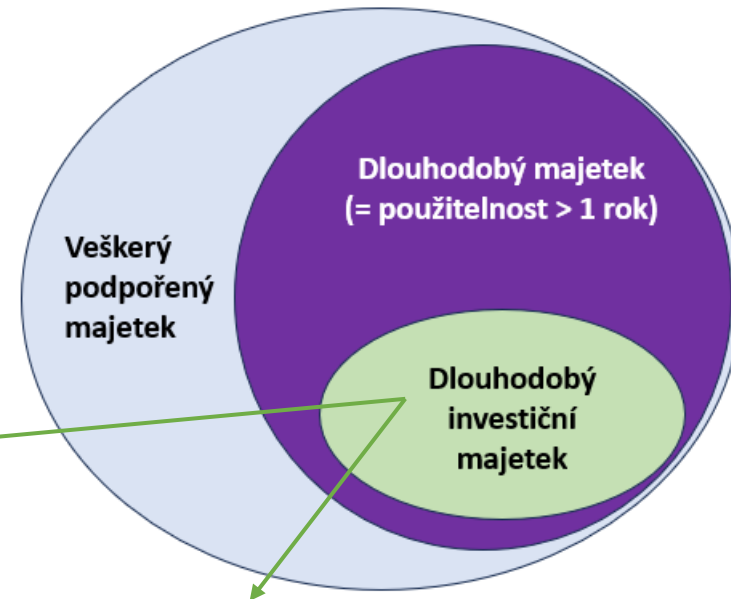 Dlouhodobý majetek
(= použitelnost > 1 rok)
Veškerý
podpořený
majetek
Dlouhodobý
investiční
majetek